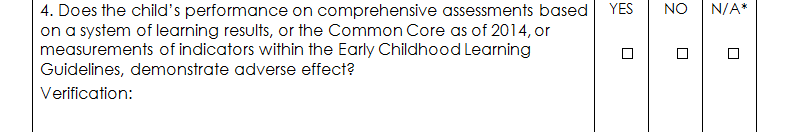 4. Does the child's performance on comprehensive assessments based YES NO N/A*
on a system of learning results, or the Common Core as of 2014, or
measurements of indicators within the Early Childhood Learning ☐ ☐ ☐
Guidelines, demonstrate adverse effect?
Verification: